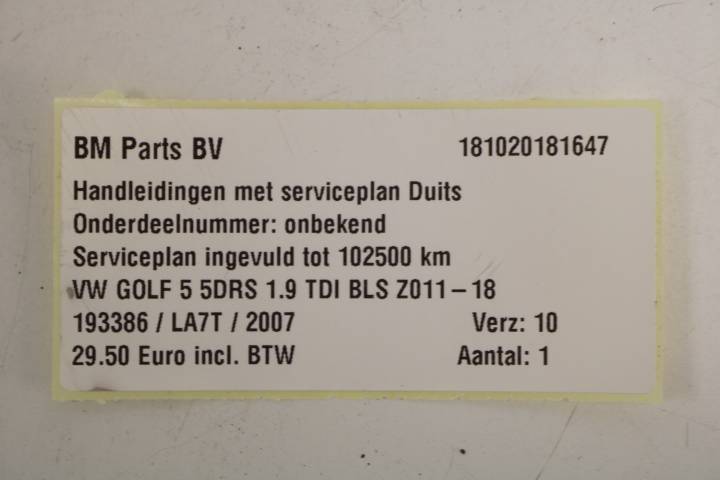 BM Parts BV 181020181647
Handleidingen met serviceplan Duits
Onderdeelnummer: onbekend
Serviceplan ingevuld tot 102500 km
VW GOLF 5 5DRS 1.9 TDI BLS Z011-18
193386 / LA7T / 2007 Verz: 10
29.50 Euro incl. BTW Aantal: 1